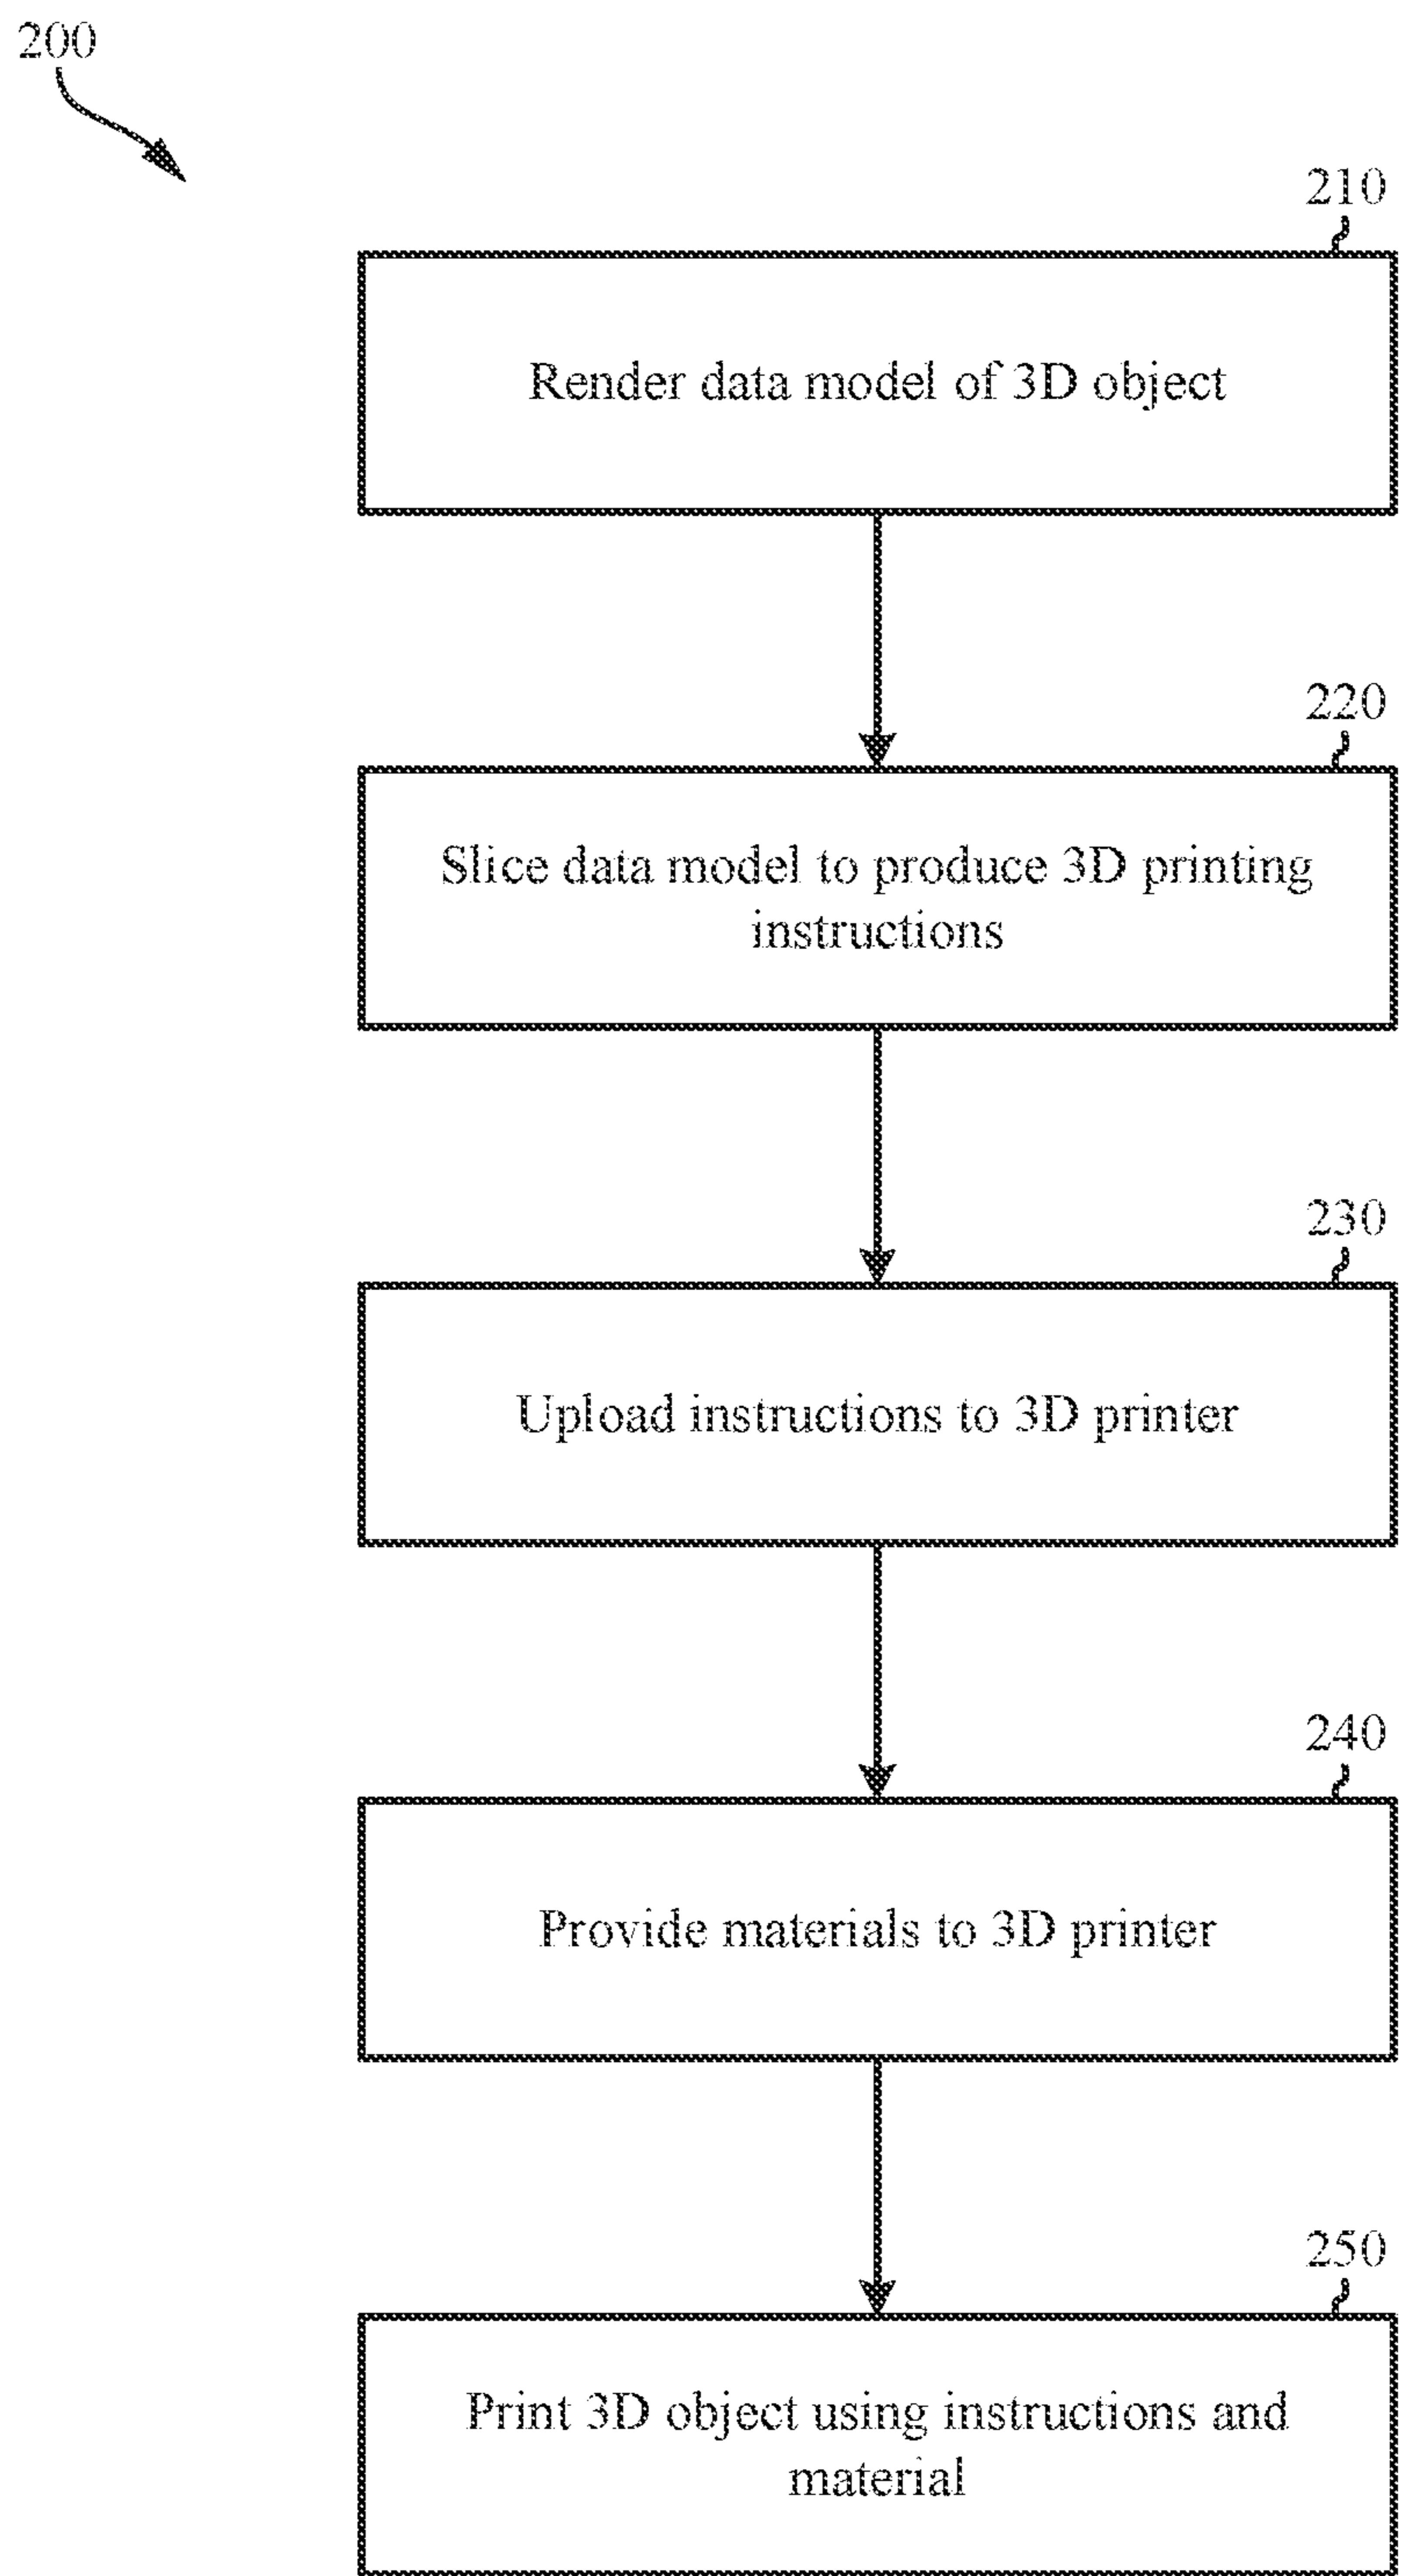 200
210
Render data model of 3D object
220
Slice data model to produce 3D printing
instructions
230
Upload instructions to 3D printer
240
Provide materials to 3D printer
250
Print 3D object using instructions and
material